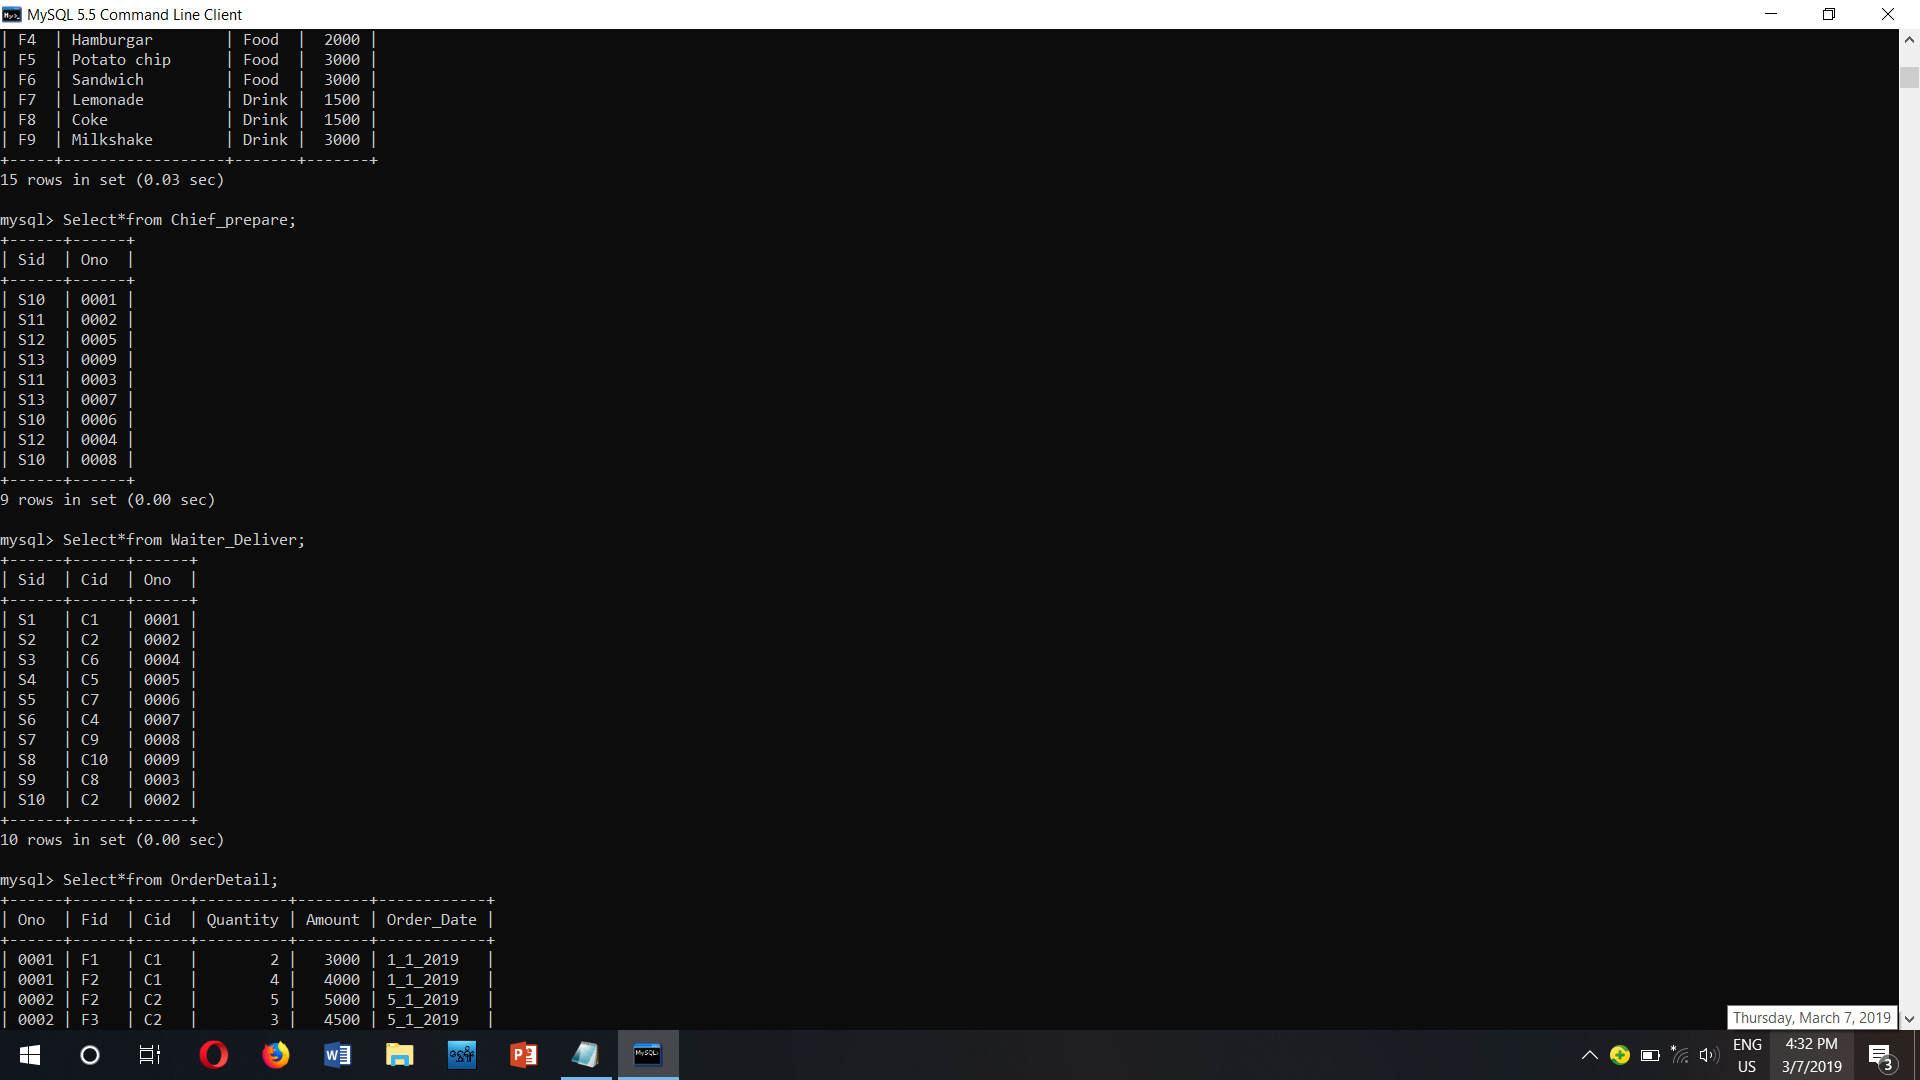 MySQL 5.5 Command Line Client
| F4  | Hamburgar        | Food  |  2000 |
| F5  | Potato chip      | Food  |  3000 |
| F6  | Sandwich         | Food  |  3000 |
| F7  | Lemonade         | Drink |  1500 |
| F8  | Coke             | Drink |  1500 |
| F9  | Milkshake        | Drink |  3000 |
+-----+------------------+-------+-------+
15 rows in set (0.03 sec)
mysql> Select*from Chief_prepare;
+------+------+
| Sid  | Ono  |
+------+------+
| S10  | 0001 |
| S11  | 0002 |
| S12  | 0005 |
| S13  | 0009 |
| S11  | 0003 |
| S13  | 0007 |
| S10  | 0006 |
| S12  | 0004 |
| S10  | 0008 |
+------+------+
9 rows in set (0.00 sec)
mysql> Select*from Waiter_Deliver;
+------+------+------+
| Sid  | Cid  | Ono  |
+------+------+------+
| S1   | C1   | 0001 |
| S2   | C2   | 0002 |
| S3   | C6   | 0004 |
| S4   | C5   | 0005 |
| S5   | C7   | 0006 |
| S6   | C4   | 0007 |
| S7   | C9   | 0008 |
| S8   | C10  | 0009 |
| S9   | C8   | 0003 |
| S10  | C2   | 0002 |
+------+------+------+
10 rows in set (0.00 sec)
mysql> Select*from OrderDetail;
+------+------+------+----------+--------+------------+
| Ono  | Fid  | Cid  | Quantity | Amount | Order_Date |
+------+------+------+----------+--------+------------+
| 0001 | F1   | C1   |        2 |   3000 | 1_1_2019   |
| 0001 | F2   | C1   |        4 |   4000 | 1_1_2019   |
| 0002 | F2   | C2   |        5 |   5000 | 5_1_2019   |
| 0002 | F3   | C2   |        3 |   4500 | 5_1_2019   |
Thursday, March 7, 2019
ENG
US
4:32 PM
3/7/2019
3